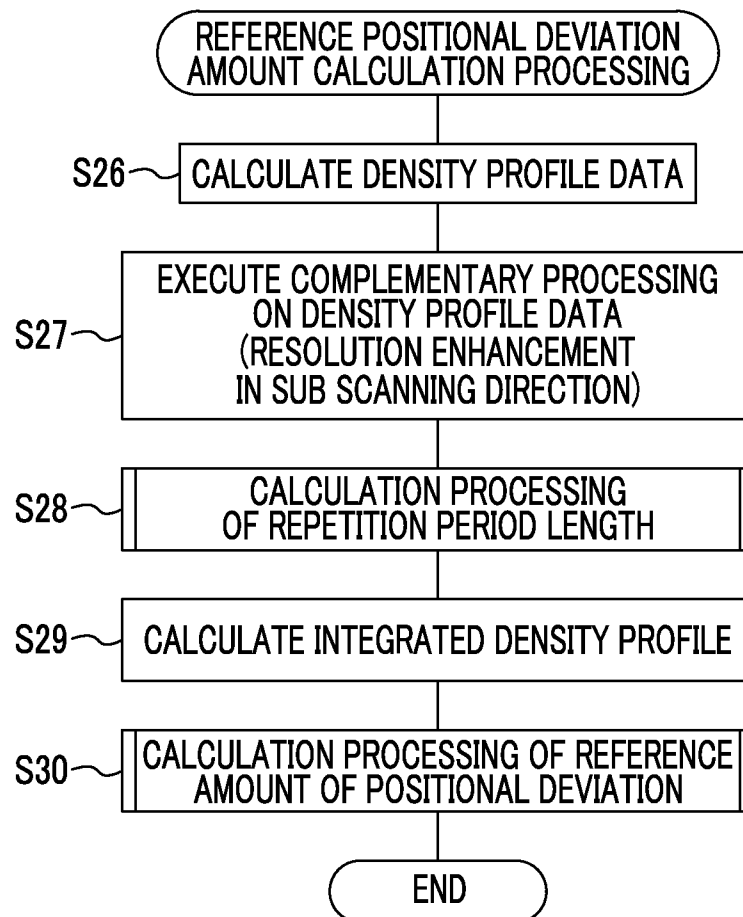 REFERENCE POSITIONAL DEVIATION
AMOUNT CALCULATION PROCESSING
S26
CALCULATE DENSITY PROFILE DATA
S27
EXECUTE COMPLEMENTARY PROCESSING
ON DENSITY PROFILE DATA
(RESOLUTION ENHANCEMENT
IN SUB SCANNING DIRECTION)
S28
CALCULATION PROCESSING
OF REPETITION PERIOD LENGTH
S29
CALCULATE INTEGRATED DENSITY PROFILE
S30
CALCULATION PROCESSING OF REFERENCE
AMOUNT OF POSITIONAL DEVIATION
END